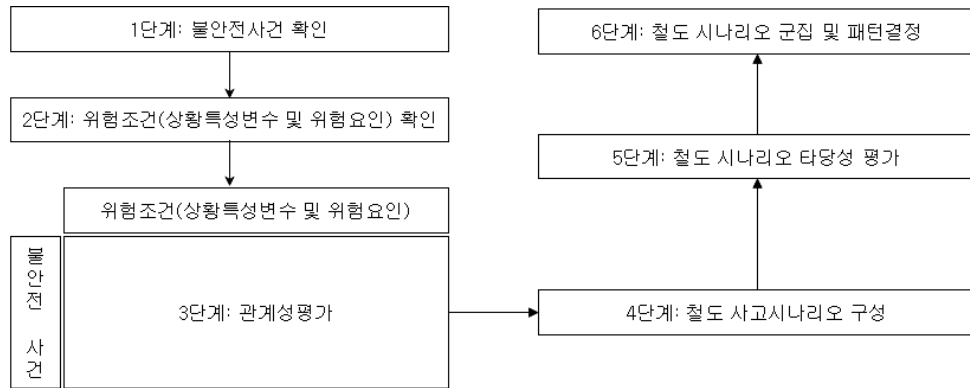 1단계: 불안전사건 확인
2단계: 위험조건(상황특성변수 및 위험요인) 확인
위험조건(상황특성변수 및 위험요인)
불안전 사건
3단계: 관계성평가
4단계: 철도 사고시나리오 구성
5단계: 철도 시나리오 타당성 평가
6단계: 철도 시나리오 군집 및 패턴결정